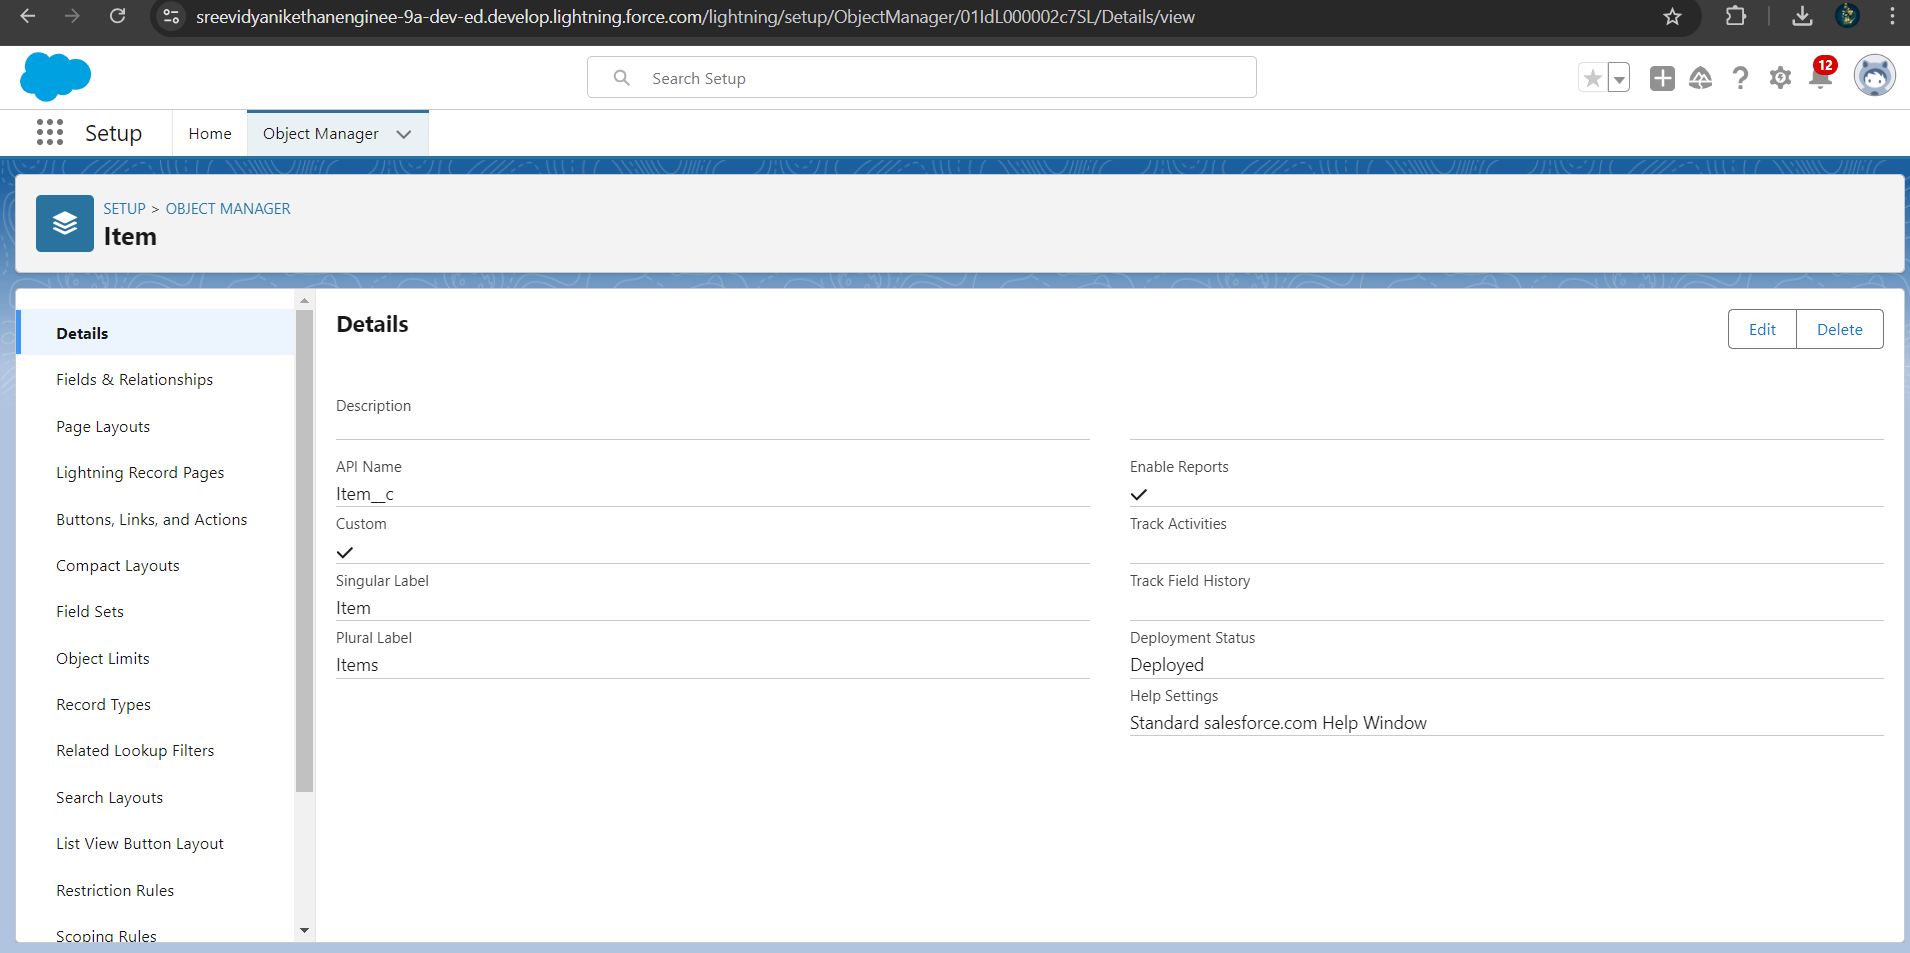 sreevidyanikethanenginee-9a-dev-ed.develop.lightning.force.com/lightning/setup/ObjectManager/01IdL000002c7SL/Details/view
Search Setup
12
Setup
Home
Object Manager
SETUP > OBJECT MANAGER
Item
Details
Fields & Relationships
Page Layouts
Lightning Record Pages
Buttons, Links, and Actions
Compact Layouts
Field Sets
Object Limits
Record Types
Related Lookup Filters
Search Layouts
List View Button Layout
Restriction Rules
Scoping Rules
Details
Edit
Delete
Description
API Name
Item__c
Custom
Singular Label
Item
Plural Label
Items
Enable Reports
Track Activities
Track Field History
Deployment Status
Deployed
Help Settings
Standard salesforce.com Help Window